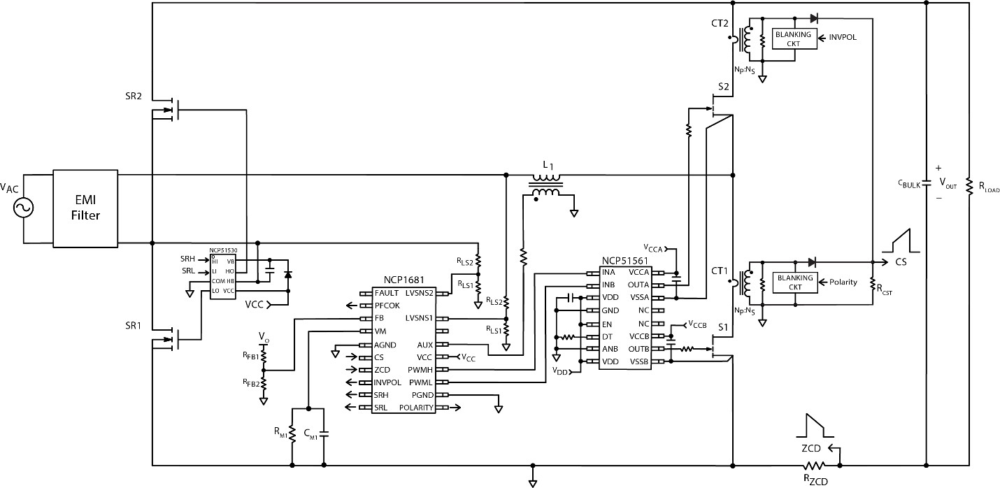 CT2
BLANKING
CKT
INVPOL
NP:NS
S2
SR2
VAC
EMI
Filter
L1
CBULK
+
VOUT
−
RLOAD
NCP51530
SRH
SRL
HI
LI
COM
LO
VB
HO
HB
VCC
VCC
SR1
RLS2
RLS1
RLS2
RLS1
NCP1681
FAULT
PFCOK
FB
VM
AGND
CS
ZCD
INVPOL
SRH
SRL
LVSNS2
LVSNS1
AUX
VCC
PWMH
PWML
PGND
POLARITY
VCC
VCCA
NCP51561
INA
INB
VDD
GND
EN
DT
ANB
VDD
VCCA
OUTA
VSSA
NC
NC
VCCB
OUTB
VSSB
VCCB
VDD
CT1
BLANKING
CKT
Polarity
NP:NS
S1
CS
RCST
VO
RFB1
RFB2
RM1
CM1
ZCD
RZCD